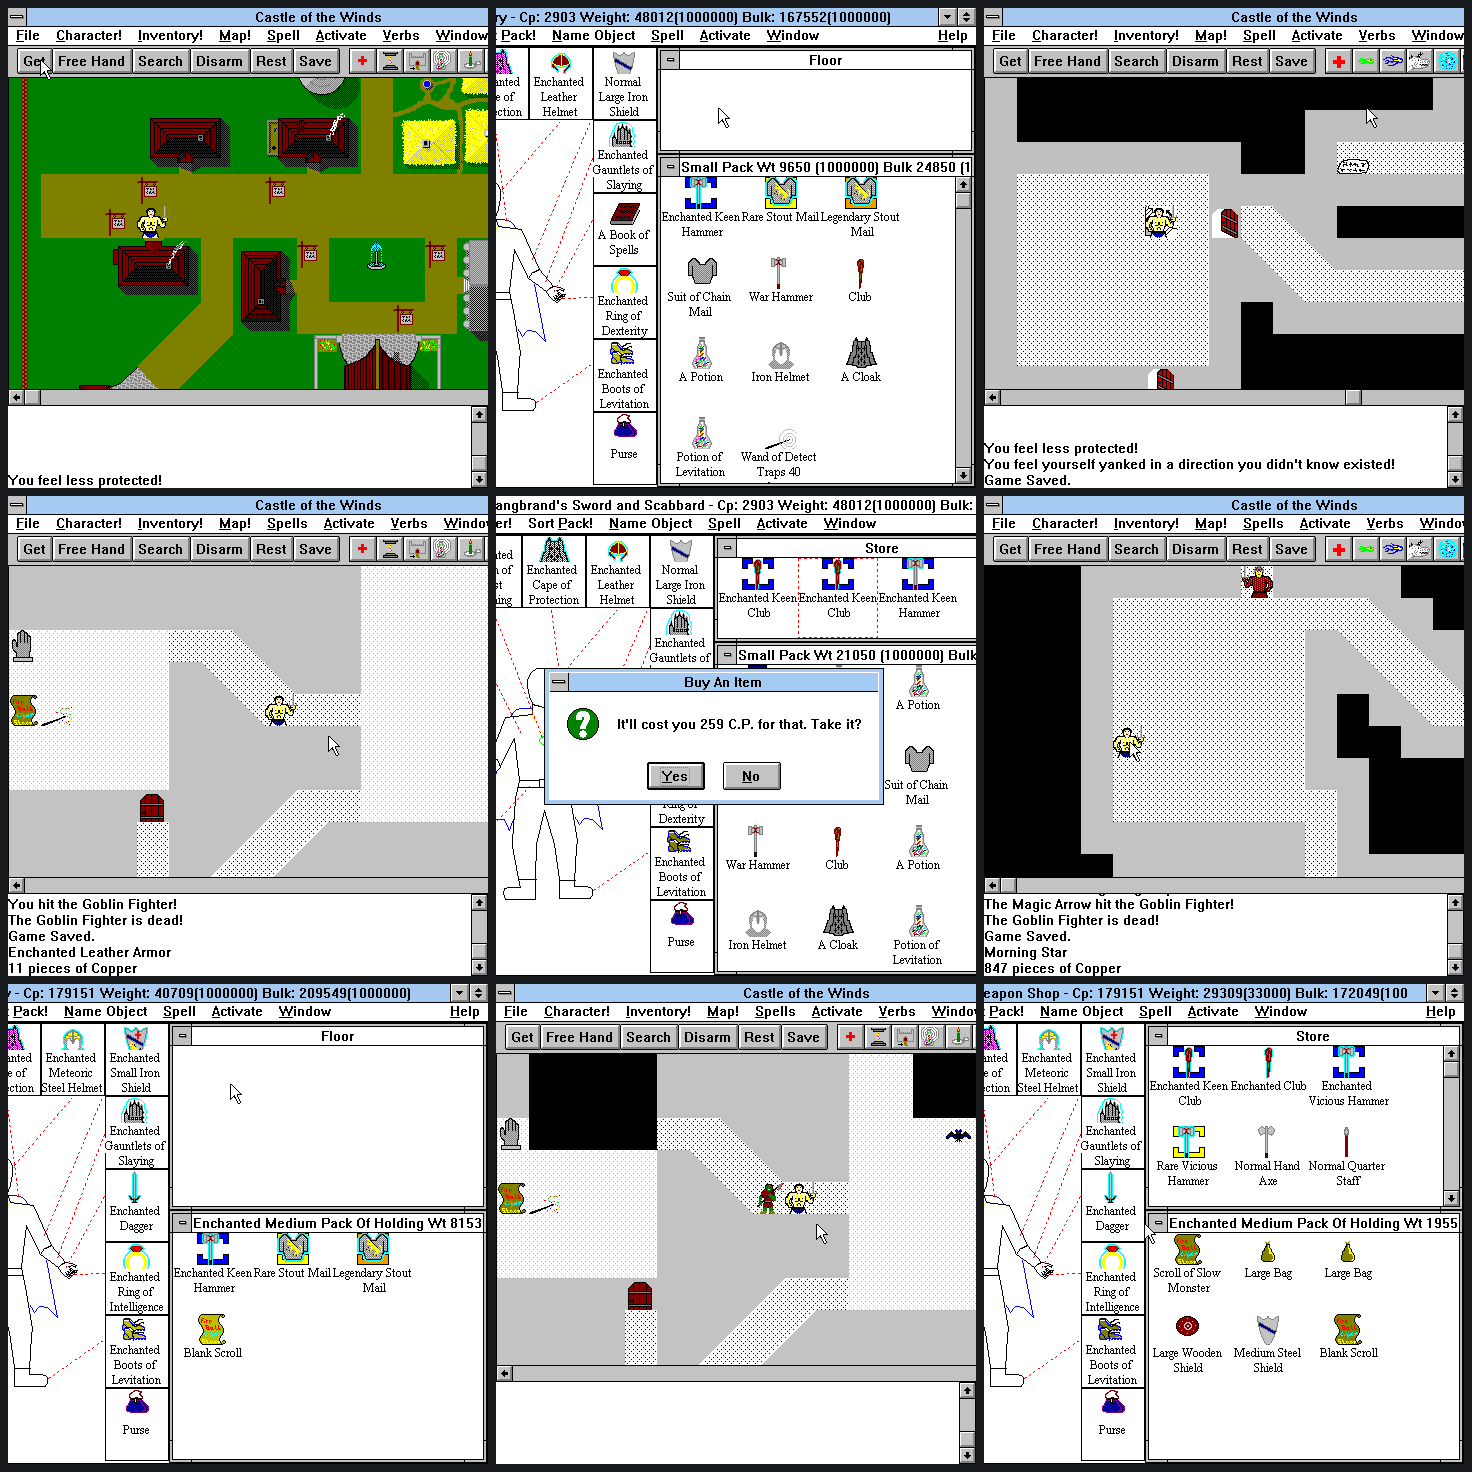 Castle of the Winds
File Character! Inventory! Map! Spell Activate Verbs Window
Get Free Hand Search Disarm Rest Save
You feel less protected!
ry - Cp: 2903 Weight: 48012(1000000) Bulk: 167552(1000000)
Pack! Name Object Spell Activate Window Help
anted
e of
ection
Enchanted
Leather
Helmet
Normal
Large Iron
Shield
Enchanted
Gauntlets of
Slaying
A Book of
Spells
Enchanted
Ring of
Dexterity
Enchanted
Boots of
Levitation
Purse
Floor
Small Pack Wt 9650 (1000000) Bulk 24850 (1
Enchanted Keen
Hammer
Rare Stout Mail
Legendary Stout
Mail
Suit of Chain
Mail
War Hammer
Club
A Potion
Iron Helmet
A Cloak
Potion of
Levitation
Wand of Detect
Traps 40
Castle of the Winds
File Character! Inventory! Map! Spell Activate Verbs Window
Get Free Hand Search Disarm Rest Save
You feel less protected!
You feel yourself yanked in a direction you didn't know existed!
Game Saved.
Castle of the Winds
File Character! Inventory! Map! Spells Activate Verbs Windo
Get Free Hand Search Disarm Rest Save
You hit the Goblin Fighter!
The Goblin Fighter is dead!
Game Saved.
Enchanted Leather Armor
11 pieces of Copper
angbrand's Sword and Scabbard - Cp: 2903 Weight: 48012(1000000) Bulk:
er! Sort Pack! Name Object Spell Activate Window
ted
n of
st
ning
Enchanted
Cape of
Protection
Enchanted
Leather
Helmet
Normal
Large Iron
Shield
Enchanted
Gauntlets of
Ring of
Dexterity
Enchanted
Boots of
Levitation
Purse
Store
Enchanted Keen
Club
Enchanted Keen
Club
Enchanted Keen
Hammer
Small Pack Wt 21050 (1000000) Bulk
A Potion
Suit of Chain
Mail
War Hammer
Club
A Potion
Iron Helmet
A Cloak
Potion of
Levitation
Buy An Item
It'll cost you 259 C.P. for that. Take it?
Yes No
Castle of the Winds
File Character! Inventory! Map! Spells Activate Verbs Windo
Get Free Hand Search Disarm Rest Save
The Magic Arrow hit the Goblin Fighter!
The Goblin Fighter is dead!
Game Saved.
Morning Star
847 pieces of Copper
y - Cp: 179151 Weight: 40709(1000000) Bulk: 209549(1000000)
Pack! Name Object Spell Activate Window Help
anted
e of
ection
Enchanted
Meteoric
Steel Helmet
Enchanted
Small Iron
Shield
Enchanted
Gauntlets of
Slaying
Enchanted
Dagger
Enchanted
Ring of
Intelligence
Enchanted
Boots of
Levitation
Purse
Floor
Enchanted Medium Pack Of Holding Wt 8153
Enchanted Keen
Hammer
Rare Stout Mail
Legendary Stout
Mail
Blank Scroll
Castle of the Winds
File Character! Inventory! Map! Spells Activate Verbs Windo
Get Free Hand Search Disarm Rest Save
eapon Shop - Cp: 179151 Weight: 29309(33000) Bulk: 172049(100
Pack! Name Object Spell Activate Window Help
anted
e of
ection
Enchanted
Meteoric
Steel Helmet
Enchanted
Small Iron
Shield
Enchanted
Gauntlets of
Slaying
Enchanted
Dagger
Enchanted
Ring of
Intelligence
Enchanted
Boots of
Levitation
Purse
Store
Enchanted Keen
Club
Enchanted Club
Enchanted
Vicious Hammer
Rare Vicious
Hammer
Normal Hand
Axe
Normal Quarter
Staff
Enchanted Medium Pack Of Holding Wt 1955
Scroll of Slow
Monster
Large Bag
Large Bag
Large Wooden
Shield
Medium Steel
Shield
Blank Scroll